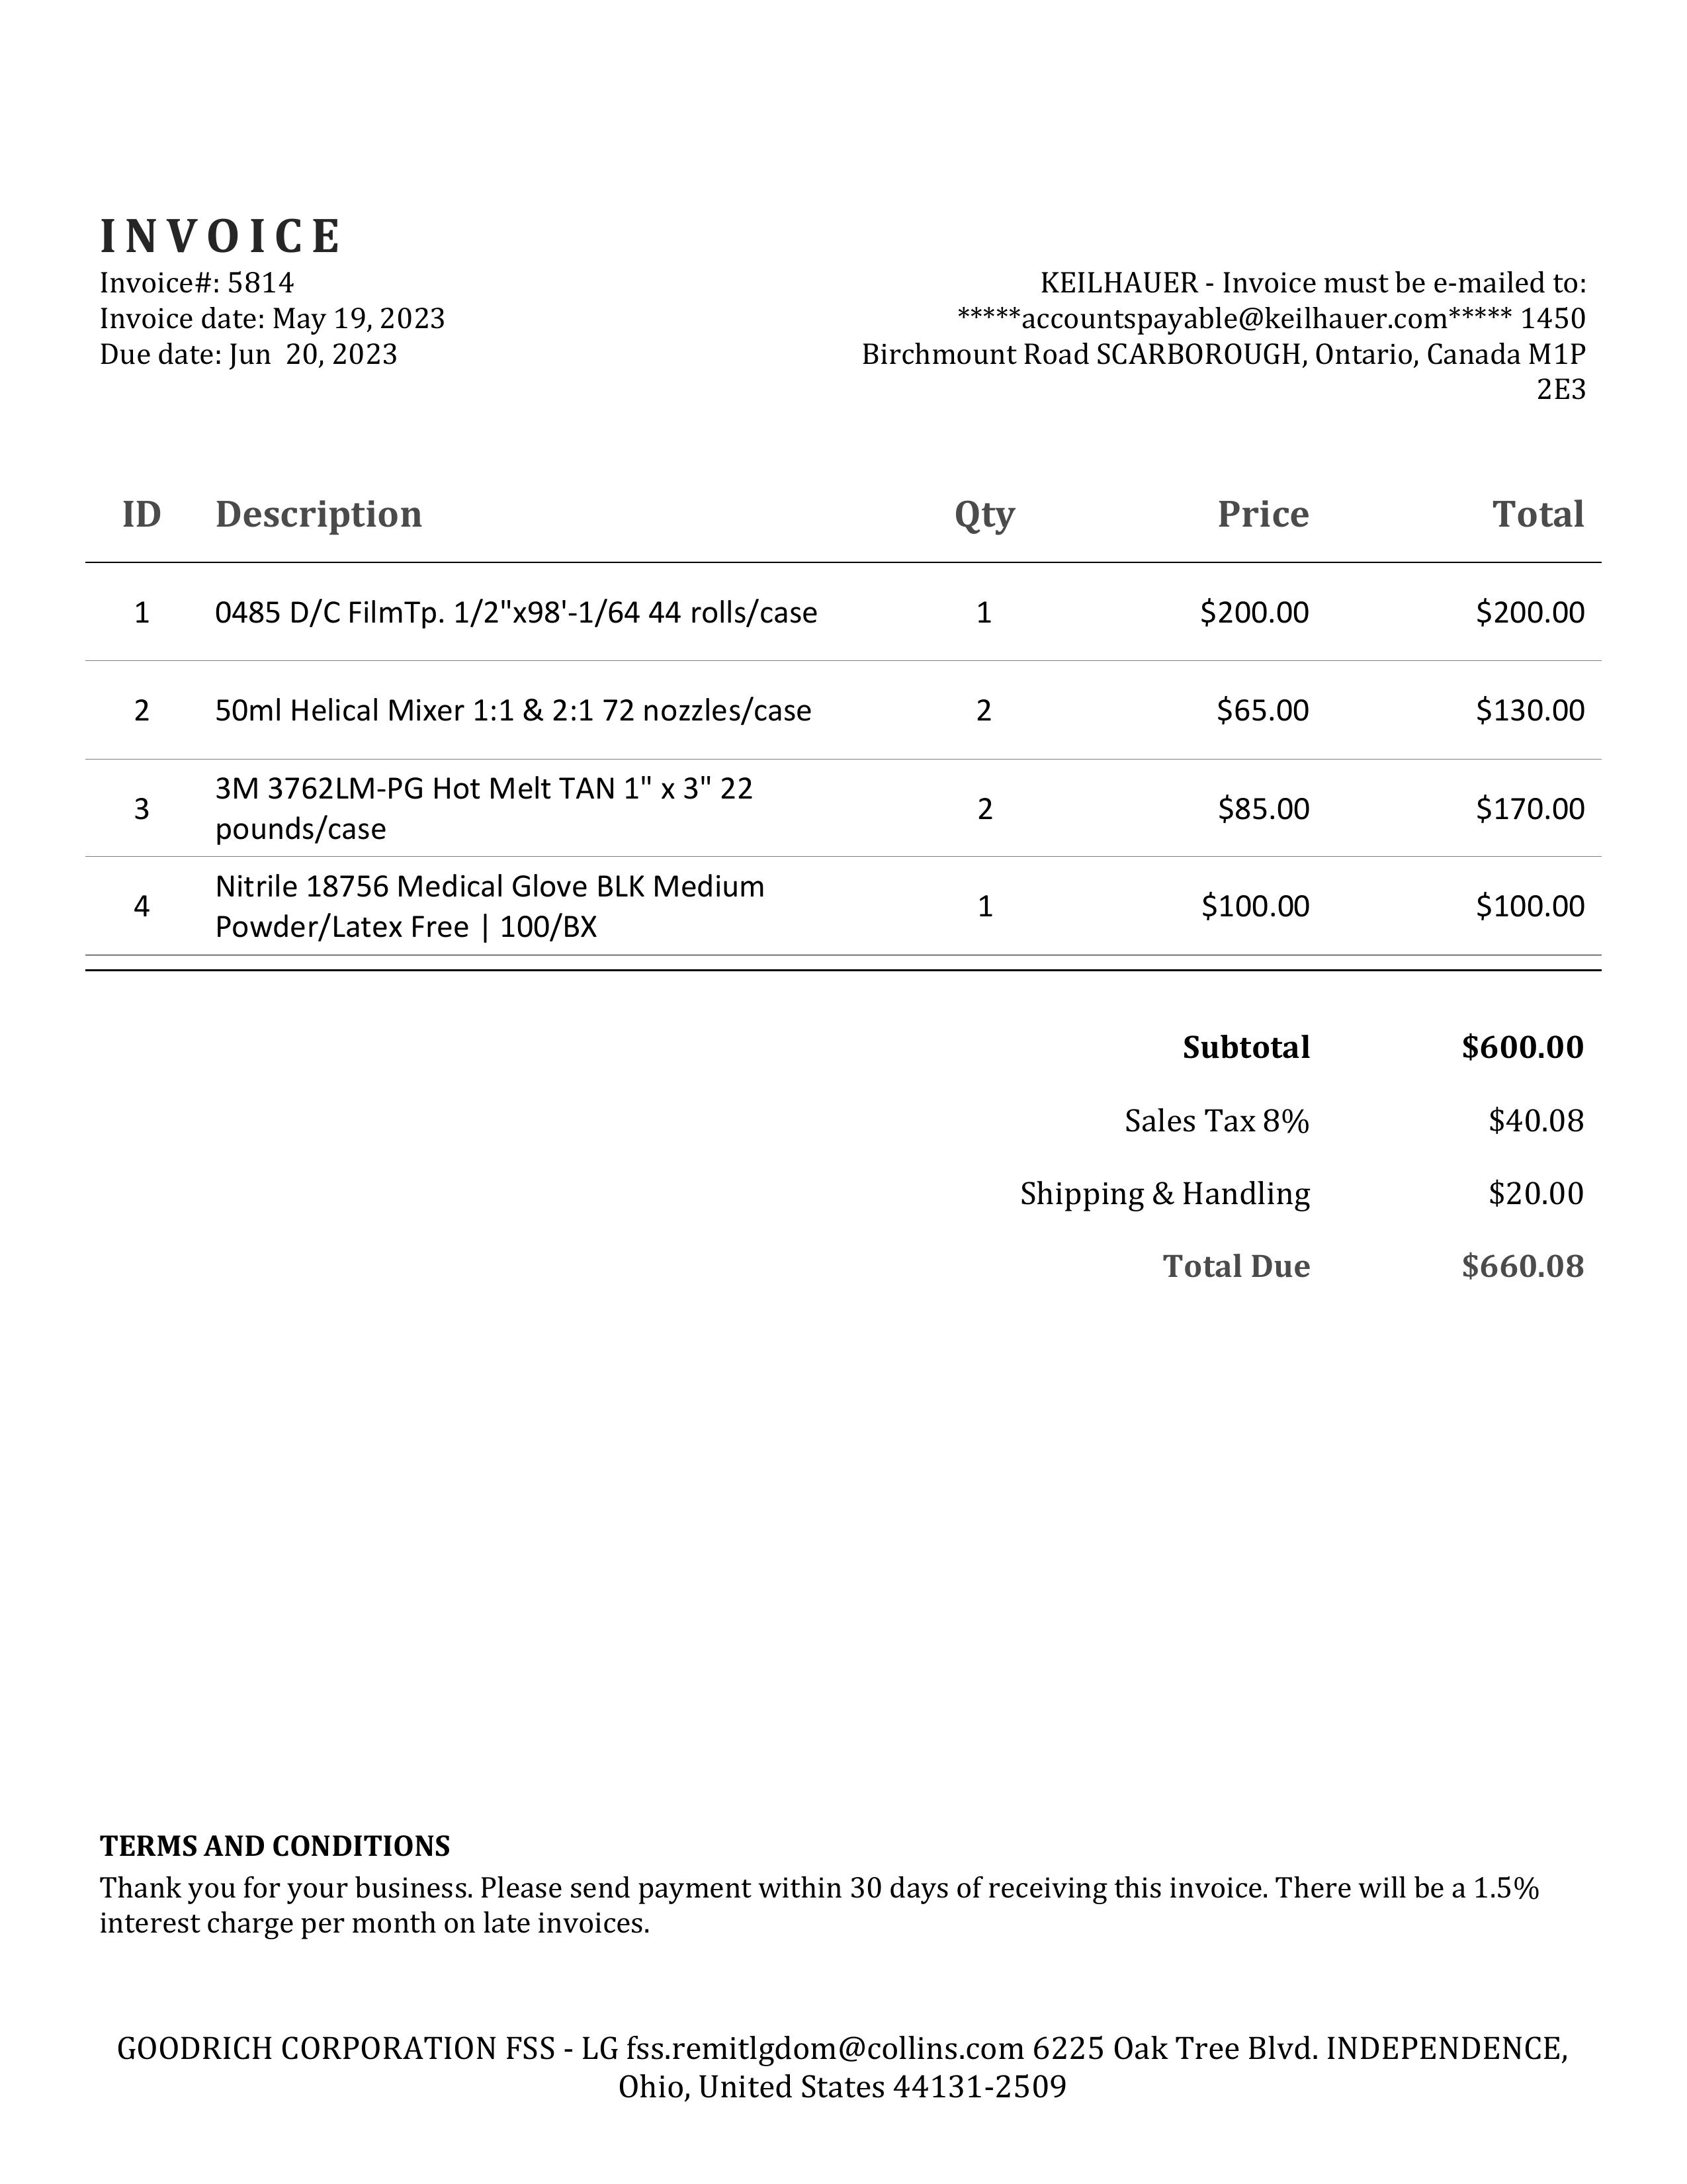 INVOICE
Invoice#: 5814
Invoice date: May 19, 2023
Due date: Jun  20, 2023
KEILHAUER - Invoice must be e-mailed to:
*****accountspayable@keilhauer.com***** 1450
Birchmount Road SCARBOROUGH, Ontario, Canada M1P
2E3
ID Description Qty Price Total
1 0485 D/C FilmTp. 1/2"x98'-1/64 44 rolls/case 1 $200.00 $200.00
2 50ml Helical Mixer 1:1 & 2:1 72 nozzles/case 2 $65.00 $130.00
3 3M 3762LM-PG Hot Melt TAN 1" x 3" 22
pounds/case 2 $85.00 $170.00
4 Nitrile 18756 Medical Glove BLK Medium
Powder/Latex Free | 100/BX 1 $100.00 $100.00
Subtotal $600.00
Sales Tax 8% $40.08
Shipping & Handling $20.00
Total Due $660.08
TERMS AND CONDITIONS
Thank you for your business. Please send payment within 30 days of receiving this invoice. There will be a 1.5%
interest charge per month on late invoices.
GOODRICH CORPORATION FSS - LG fss.remitlgdom@collins.com 6225 Oak Tree Blvd. INDEPENDENCE,
Ohio, United States 44131-2509